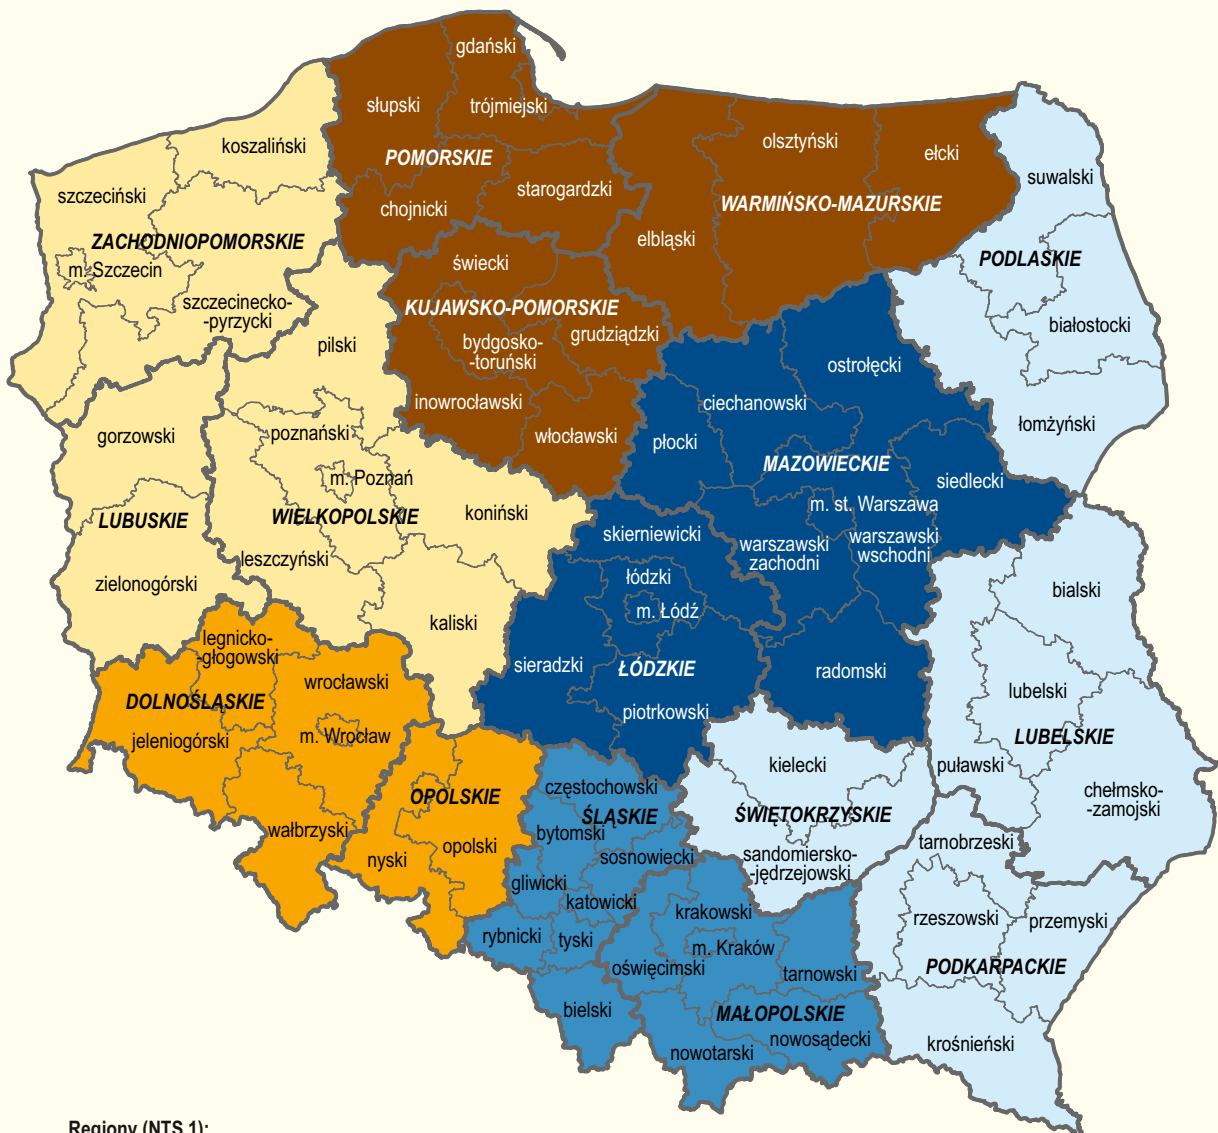 gdański
słupski
trójmiejski
POMORSKIE
starogardzki
chojnicki
olsztyński
ełcki
WARMIŃSKO-MAZURSKIE
elbląski
koszaliński
szczeciński
ZACHODNIOPOMORSKIE
m. Szczecin
szczecinecko-
-pyrzycki
świecki
KUJAWSKO-POMORSKIE
bydgosko-
-toruński
grudziądzki
inowrocławski
włocławski
suwalski
PODLASKIE
białostocki
łomżyński
pilski
poznański
m. Poznań
WIELKOPOLSKIE
koniński
leszczyński
kaliski
gorzowski
LUBUSKIE
zielonogórski
ostrołęcki
ciechanowski
płocki
MAZOWIECKIE
siedlecki
m. st. Warszawa
warszawski
zachodni
warszawski
wschodni
radomski
skierniewicki
łódzki
m. Łódź
sieradzki
ŁÓDZKIE
piotrkowski
legnicko-
-głogowski
wrocławski
DOLNOŚLĄSKIE
jeleniogórski
m. Wrocław
wałbrzyski
OPOLSKIE
nyski
opolski
częstochowski
ŚLĄSKIE
bytomski
sosnowiecki
gliwicki
katowicki
rybnicki
tyski
bielski
kielecki
ŚWIĘTOKRZYSKIE
sandomiersko-
-jędrzejowski
krakowski
m. Kraków
oświęcimski
tarnowski
MAŁOPOLSKIE
nowosądecki
nowotarski
bialski
lubelski
LUBELSKIE
puławski
chełmsko-
-zamojski
tarnobrzeski
rzeszowski
przemyski
PODKARPACKIE
krośnieński
Regiony (NTS 1):